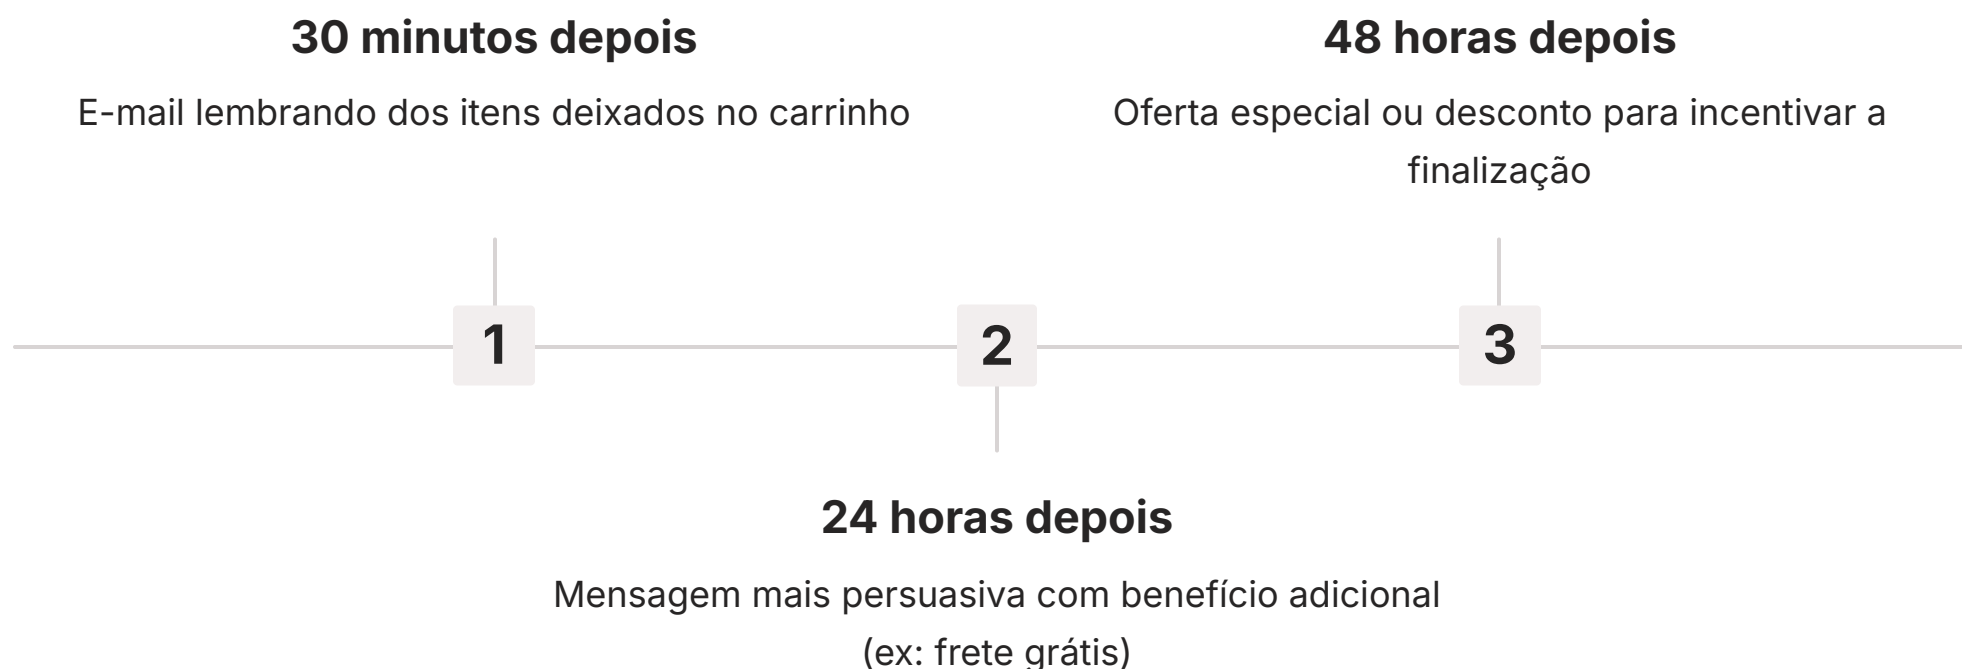 30 minutos depois
E-mail lembrando dos itens deixados no carrinho
48 horas depois
Oferta especial ou desconto para incentivar a
finalização
1
2
3
24 horas depois
Mensagem mais persuasiva com benefício adicional
(ex: frete grátis)